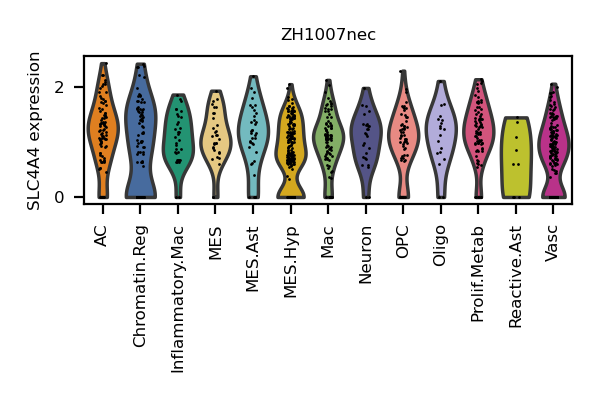 ZH1007nec
SLC4A4 expression
2
0
AC
Chromatin.Reg
Inflammatory.Mac
MES
MES.Ast
MES.Hyp
Mac
Neuron
OPC
Oligo
Prolif.Metab
Reactive.Ast
Vasc